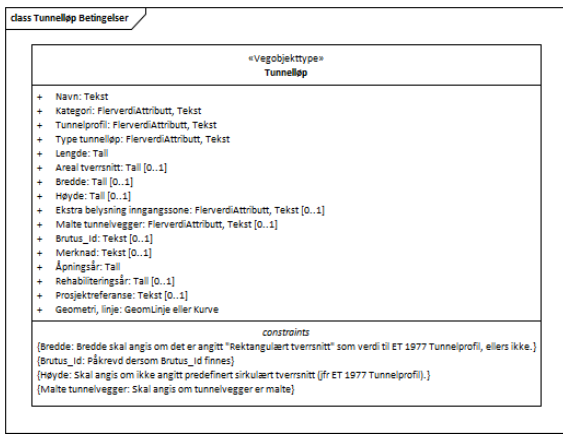 class Tunnelløp Betingelser
«Vegobjekttype»
Tunnelløp
+ Navn: Tekst
+ Kategori: FlerverdiAttributt, Tekst
+ Tunnelprofil: FlerverdiAttributt, Tekst
+ Type tunnelløp: FlerverdiAttributt, Tekst
+ Lengde: Tall
+ Areal tverrsnitt: Tall [0..1]
+ Bredde: Tall [0..1]
+ Høyde: Tall [0..1]
+ Ekstra belysning inngangssone: FlerverdiAttributt, Tekst [0..1]
+ Malte tunnelvegger: FlerverdiAttributt, Tekst [0..1]
+ Brutus_Id: Tekst [0..1]
+ Merknad: Tekst [0..1]
+ Åpningsår: Tall
+ Rehabiliteringsår: Tall [0..1]
+ Prosjektreferanse: Tekst [0..1]
+ Geometri, linje: GeomLinje eller Kurve
constraints
{Bredde: Bredde skal angis om det er angitt "Rektangulært tverrsnitt" som verdi til ET 1977 Tunnelprofil, ellers ikke.}
{Brutus_Id: Påkrevd dersom Brutus_Id finnes}
{Høyde: Skal angis om ikke angitt predefinert sirkulært tverrsnitt (jfr ET 1977 Tunnelprofil).}
{Malte tunnelvegger: Skal angis om tunnelvegger er malte}